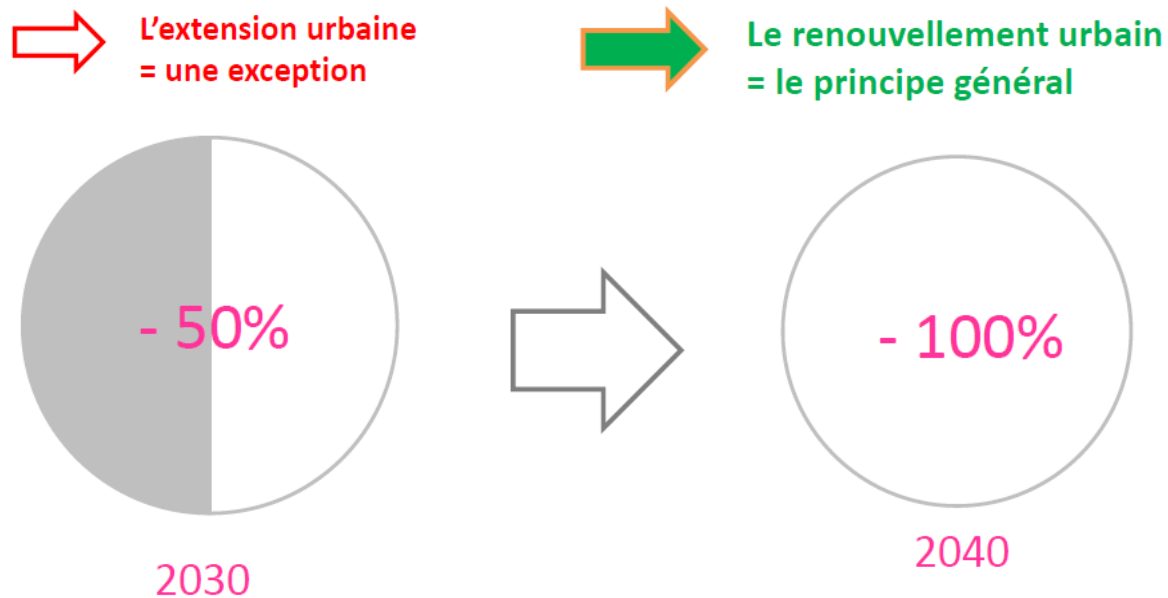 L'extension urbaine
= une exception
Le renouvellement urbain
= le principe général
- 50%
- 100%
2030
2040